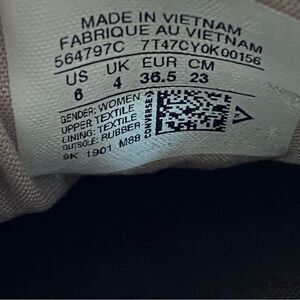 MADE IN VIETNAM
FABRIQUE AU VIETNAM
564797C 7T47CY0K00156
US UK EUR CM
6 4 36.5 23
GENDER: WOMEN
UPPER: TEXTILE
LINING: TEXTILE
OUTSOLE: RUBBER
CONVERSE
9K 1901 M88